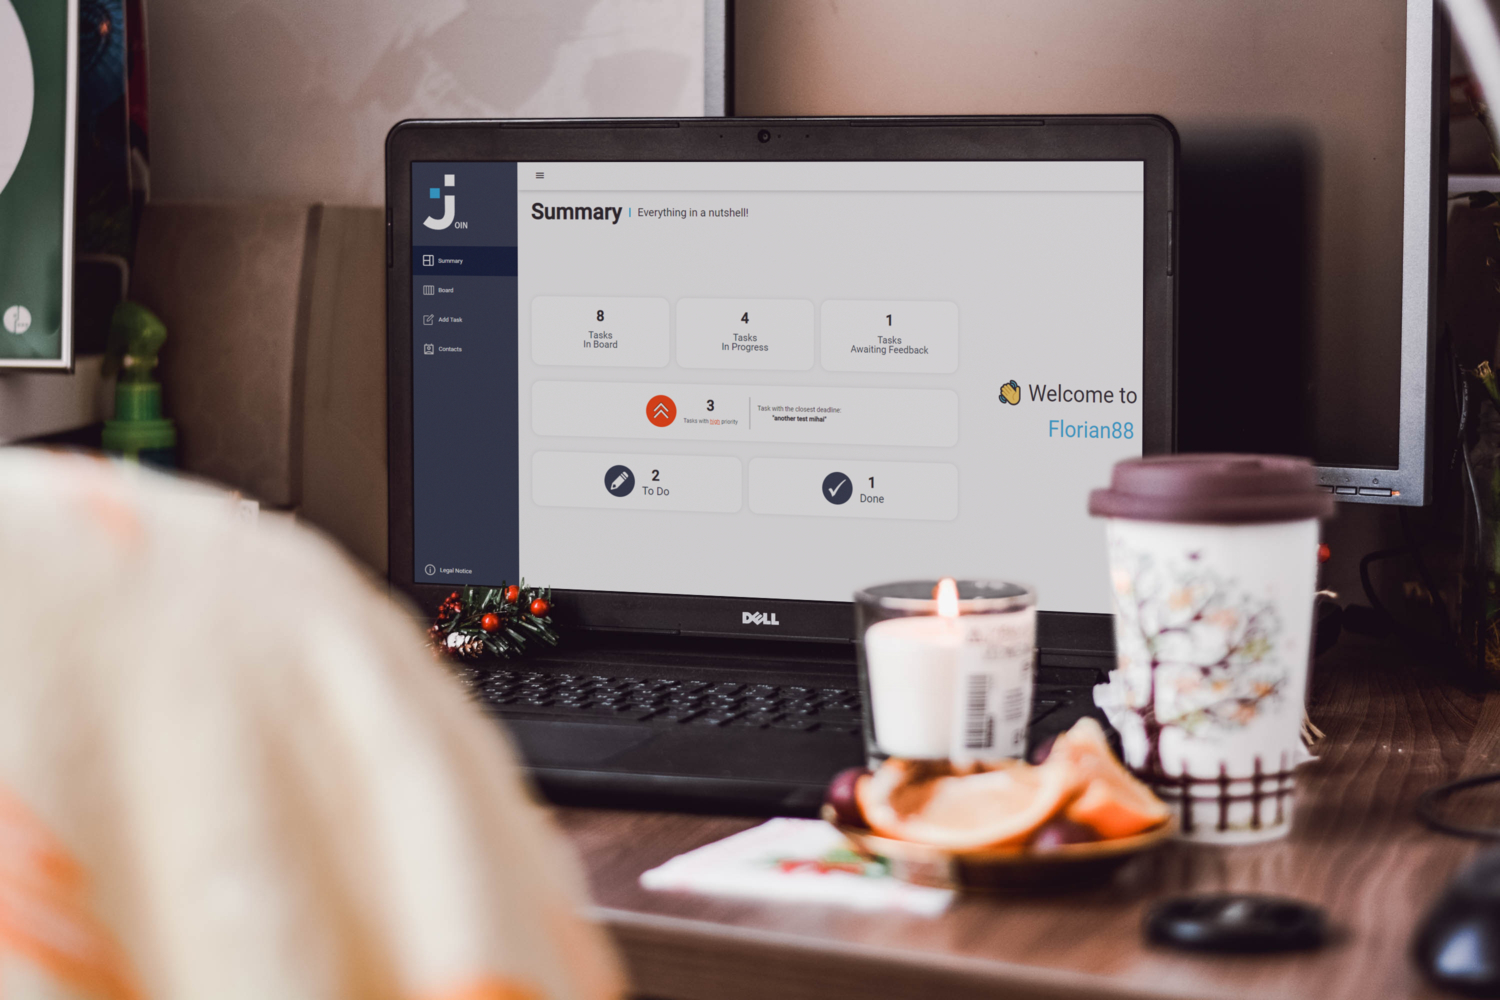 J
OIN
Summary
Board
Add Task
Contacts
Legal Notice
Summary | Everything in a nutshell!
8
Tasks
In Board
4
Tasks
In Progress
1
Tasks
Awaiting Feedback
3
Tasks with high priority
Task with the closest deadline:
"another test mihai"
2
To Do
1
Done
Welcome to
Florian88
DELL